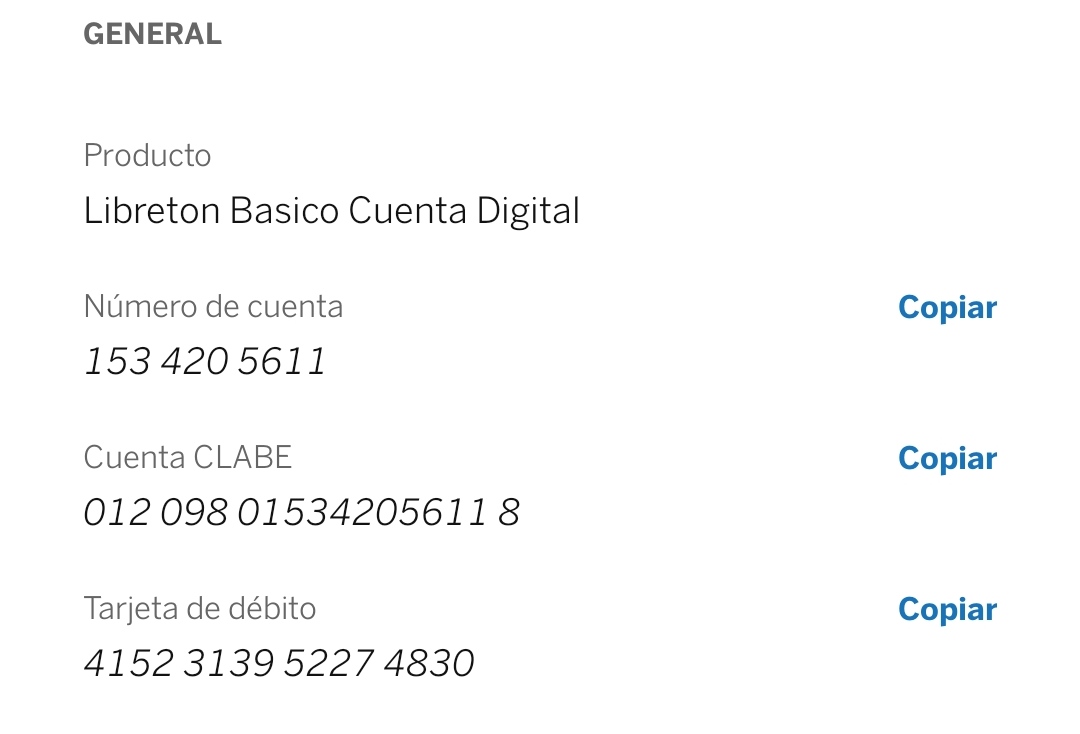 GENERAL
Producto
Libreton Basico Cuenta Digital
Número de cuenta
Copiar
153 420 5611
Cuenta CLABE
Copiar
012 098 01534205611 8
Tarjeta de débito
Copiar
4152 3139 5227 4830